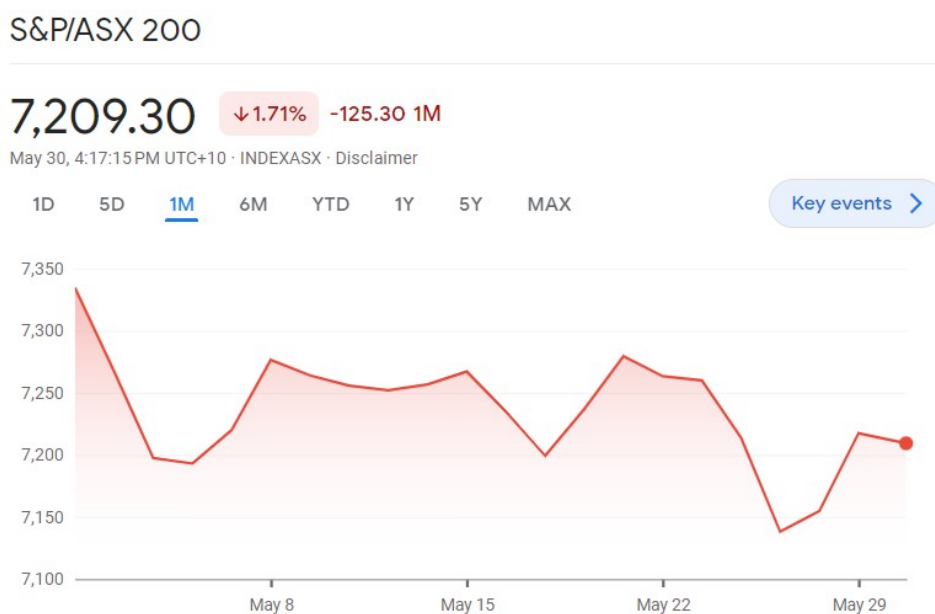 S&P/ASX 200
7,209.30 ↓1.71% -125.30 1M
May 30, 4:17:15 PM UTC+10 · INDEXASX · Disclaimer
1D 5D 1M 6M YTD 1Y 5Y MAX Key events
7,350
7,300
7,250
7,200
7,150
7,100
May 8 May 15 May 22 May 29